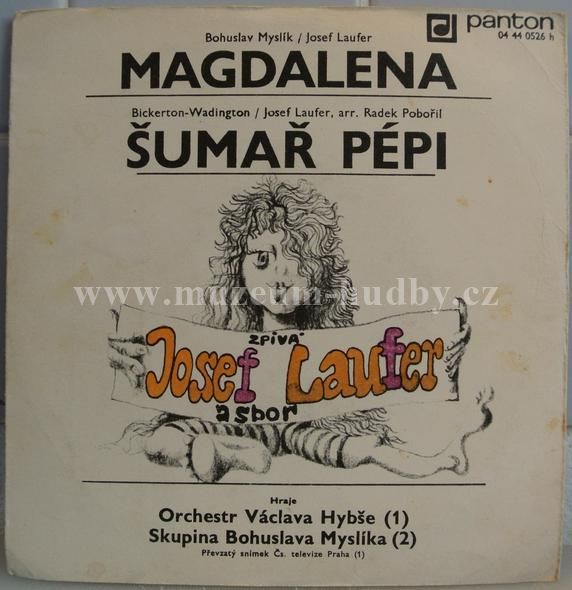 Bohuslav Myslík / Josef Laufer
panton
04 44 0526 h
MAGDALENA
Bickerton-Wadington / Josef Laufer, arr. Radek Pobořil
ŠUMAŘ PÉPI
www.muzeum-hudby.cz
zpívá
Josef Laufer
a sbor
Hraje
Orchestr Václava Hybše (1)
Skupina Bohuslava Myslíka (2)
Převzatý snímek Čs. televize Praha (1)